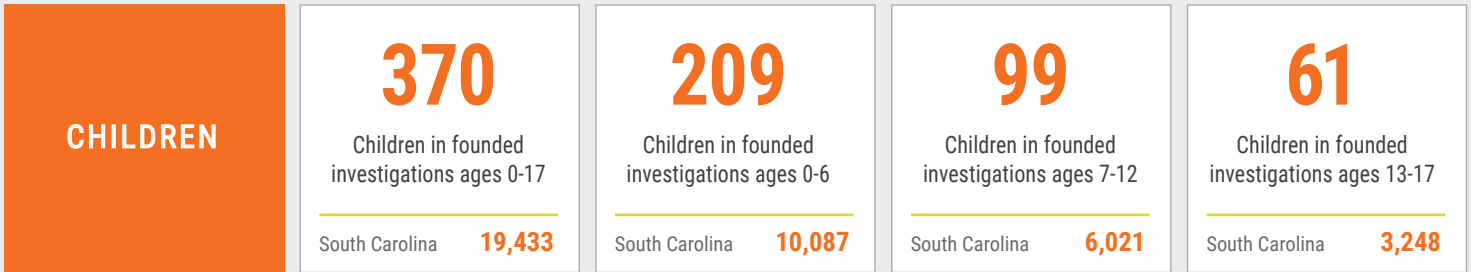 CHILDREN
370
Children in founded
investigations ages 0-17
South Carolina 19,433
209
Children in founded
investigations ages 0-6
South Carolina 10,087
99
Children in founded
investigations ages 7-12
South Carolina 6,021
61
Children in founded
investigations ages 13-17
South Carolina 3,248